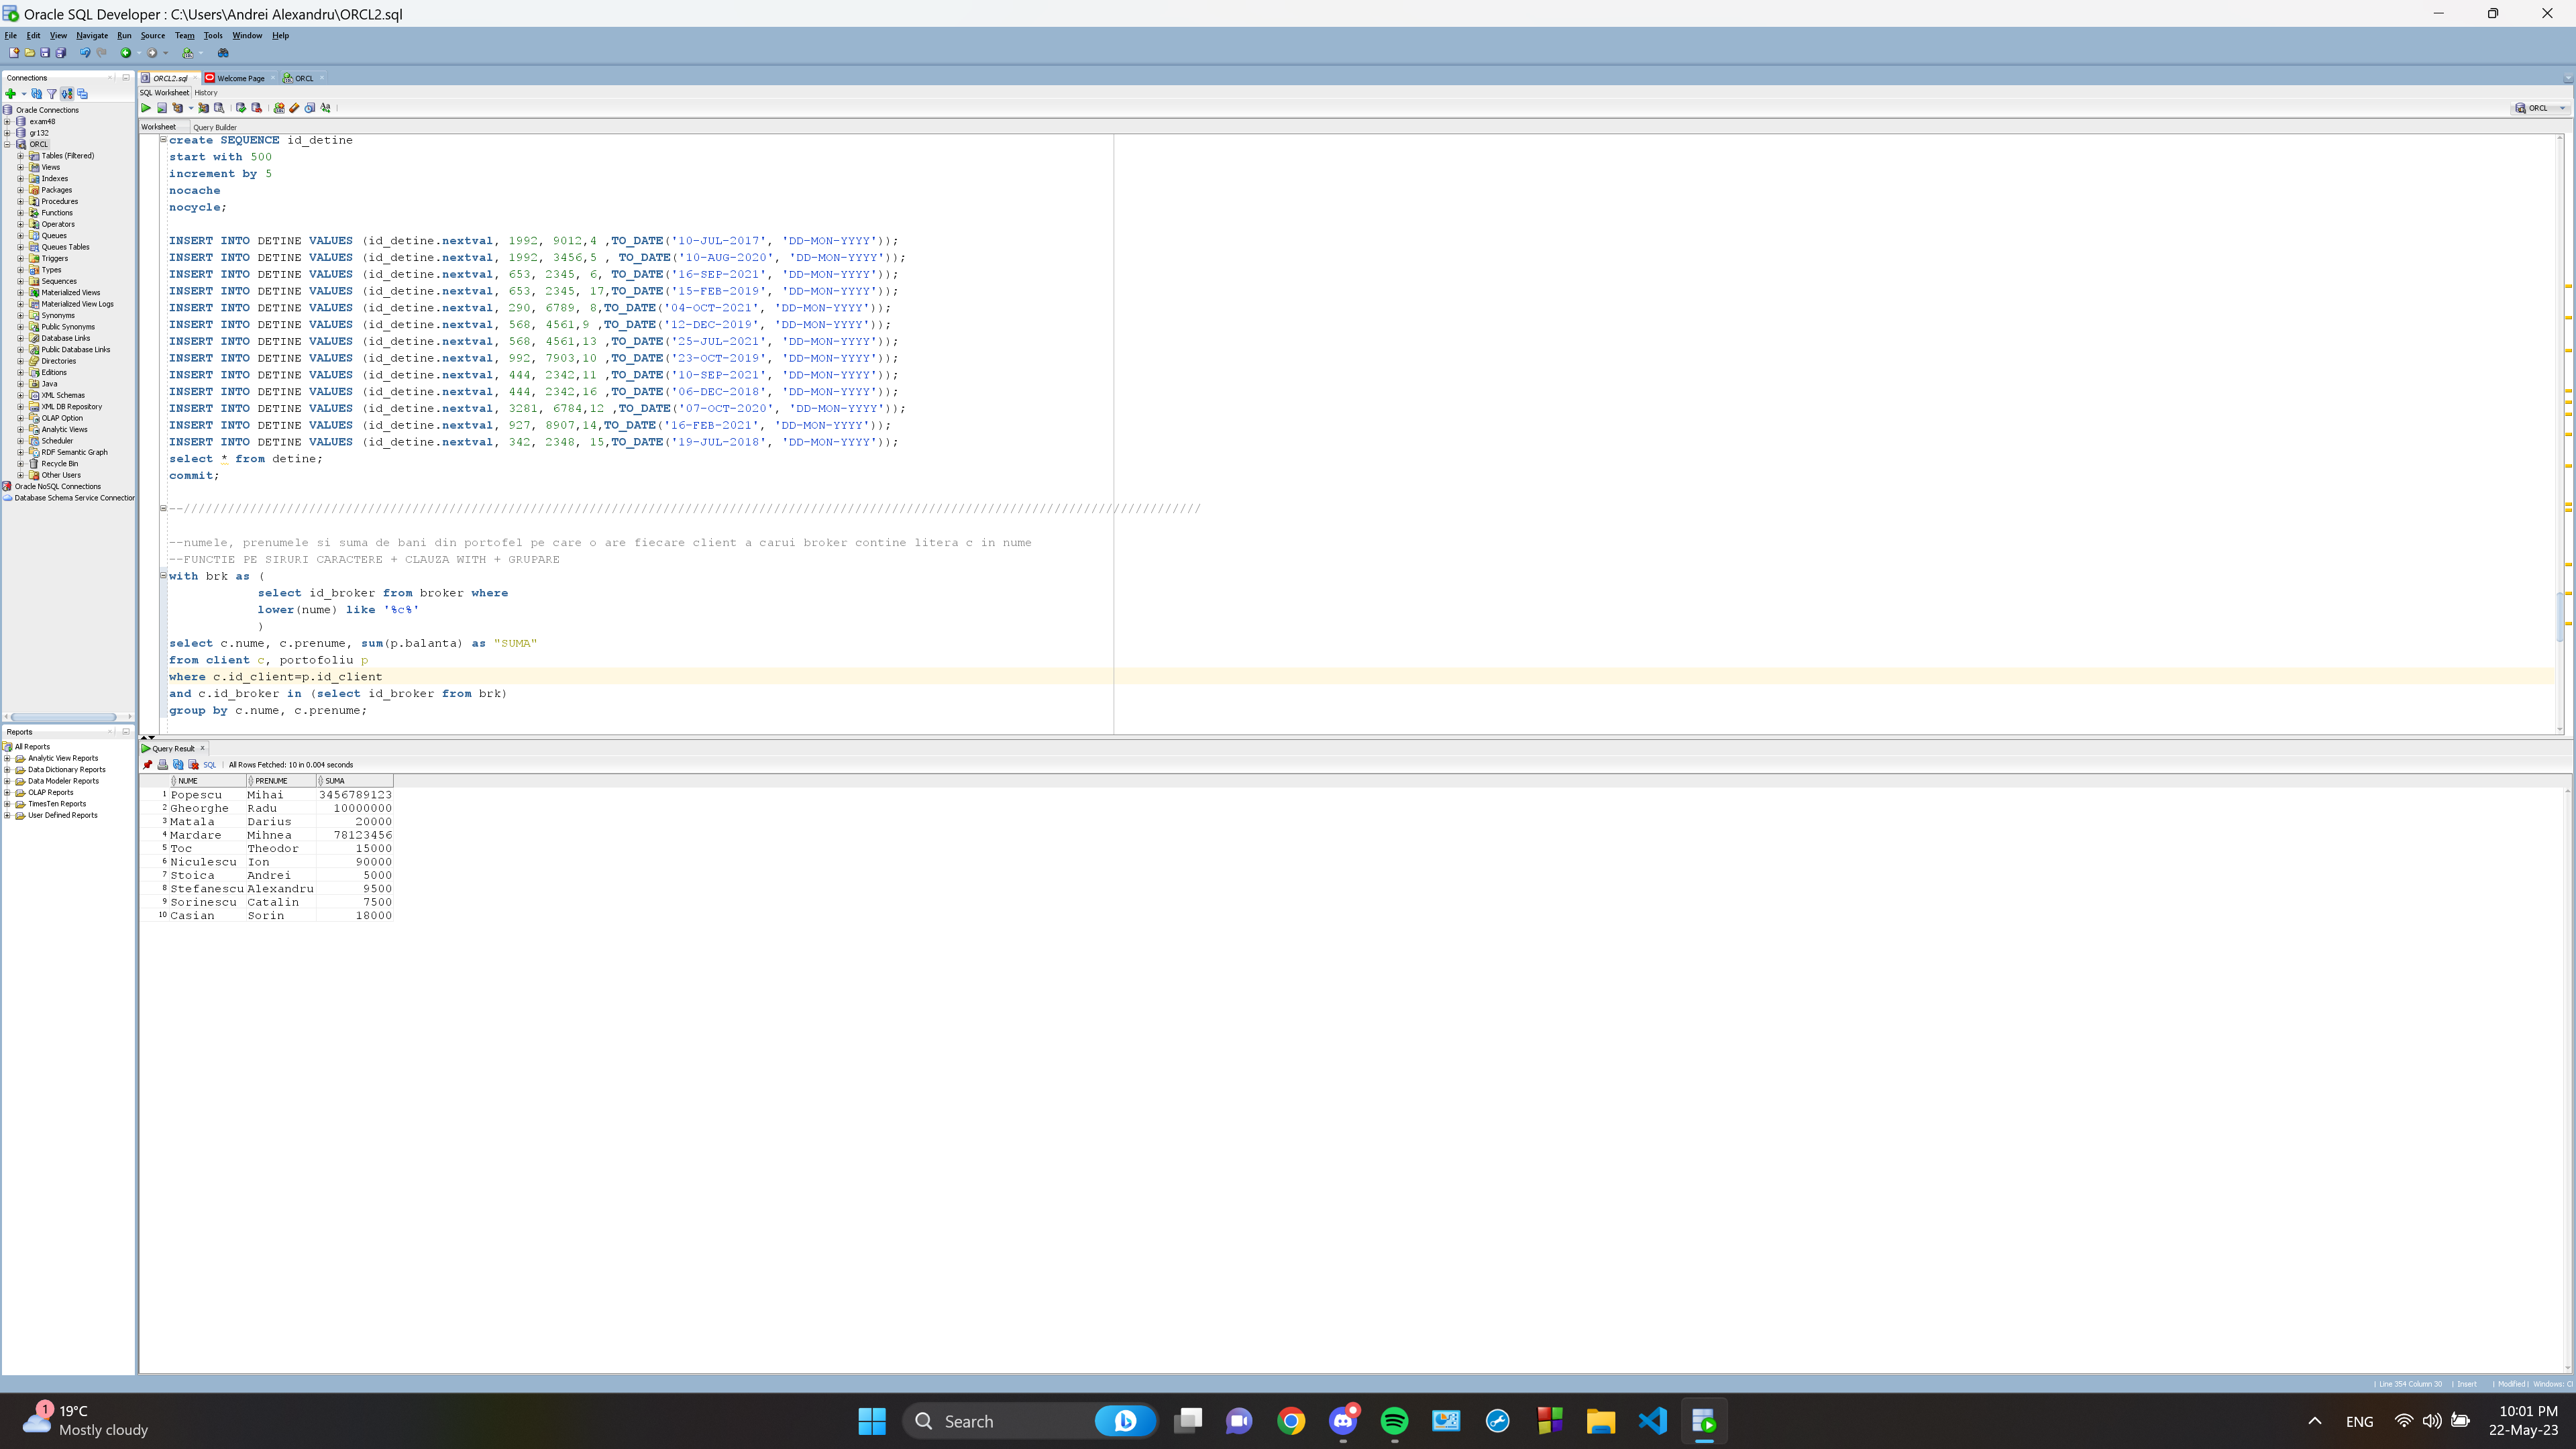 Oracle SQL Developer : C:\Users\Andrei Alexandru\ORCL2.sql
File Edit View Navigate Run Source Team Tools Window Help
Connections
Oracle Connections
exam48
gr132
ORCL
Tables (Filtered)
Views
Indexes
Packages
Procedures
Functions
Operators
Queues
Queues Tables
Triggers
Types
Sequences
Materialized Views
Materialized View Logs
Synonyms
Public Synonyms
Database Links
Public Database Links
Directories
Editions
Java
XML Schemas
XML DB Repository
OLAP Option
Analytic Views
Scheduler
RDF Semantic Graph
Recycle Bin
Other Users
Oracle NoSQL Connections
Database Schema Service Connection
Reports
All Reports
Analytic View Reports
Data Dictionary Reports
Data Modeler Reports
OLAP Reports
TimesTen Reports
User Defined Reports
ORCL2.sql Welcome Page ORCL
SQL Worksheet History
ORCL
Worksheet Query Builder
create SEQUENCE id_detine
start with 500
increment by 5
nocache
nocycle;
INSERT INTO DETINE VALUES (id_detine.nextval, 1992, 9012,4 ,TO_DATE('10-JUL-2017', 'DD-MON-YYYY'));
INSERT INTO DETINE VALUES (id_detine.nextval, 1992, 3456,5 , TO_DATE('10-AUG-2020', 'DD-MON-YYYY'));
INSERT INTO DETINE VALUES (id_detine.nextval, 653, 2345, 6, TO_DATE('16-SEP-2021', 'DD-MON-YYYY'));
INSERT INTO DETINE VALUES (id_detine.nextval, 653, 2345, 17,TO_DATE('15-FEB-2019', 'DD-MON-YYYY'));
INSERT INTO DETINE VALUES (id_detine.nextval, 290, 6789, 8,TO_DATE('04-OCT-2021', 'DD-MON-YYYY'));
INSERT INTO DETINE VALUES (id_detine.nextval, 568, 4561,9 ,TO_DATE('12-DEC-2019', 'DD-MON-YYYY'));
INSERT INTO DETINE VALUES (id_detine.nextval, 568, 4561,13 ,TO_DATE('25-JUL-2021', 'DD-MON-YYYY'));
INSERT INTO DETINE VALUES (id_detine.nextval, 992, 7903,10 ,TO_DATE('23-OCT-2019', 'DD-MON-YYYY'));
INSERT INTO DETINE VALUES (id_detine.nextval, 444, 2342,11 ,TO_DATE('10-SEP-2021', 'DD-MON-YYYY'));
INSERT INTO DETINE VALUES (id_detine.nextval, 444, 2342,16 ,TO_DATE('06-DEC-2018', 'DD-MON-YYYY'));
INSERT INTO DETINE VALUES (id_detine.nextval, 3281, 6784,12 ,TO_DATE('07-OCT-2020', 'DD-MON-YYYY'));
INSERT INTO DETINE VALUES (id_detine.nextval, 927, 8907,14,TO_DATE('16-FEB-2021', 'DD-MON-YYYY'));
INSERT INTO DETINE VALUES (id_detine.nextval, 342, 2348, 15,TO_DATE('19-JUL-2018', 'DD-MON-YYYY'));
select * from detine;
commit;
--//////////////////////////////////////////////////////////////////////////////////////////////////////////////////////////////////////////
--numele, prenumele si suma de bani din portofel pe care o are fiecare client a carui broker contine litera c in nume
--FUNCTIE PE SIRURI CARACTERE + CLAUZA WITH + GRUPARE
with brk as (
select id_broker from broker where
lower(nume) like '%c%'
)
select c.nume, c.prenume, sum(p.balanta) as "SUMA"
from client c, portofoliu p
where c.id_client=p.id_client
and c.id_broker in (select id_broker from brk)
group by c.nume, c.prenume;
Query Result x
SQL | All Rows Fetched: 10 in 0.004 seconds
NUME PRENUME SUMA
1 Popescu Mihai 3456789123
2 Gheorghe Radu 10000000
3 Matala Darius 20000
4 Mardare Mihnea 78123456
5 Toc Theodor 15000
6 Niculescu Ion 90000
7 Stoica Andrei 5000
8 Stefanescu Alexandru 9500
9 Sorinescu Catalin 7500
10 Casian Sorin 18000
| Line 354 Column 30 | Insert | Modified | Windows: C
1
19°C
Mostly cloudy
Search
ENG
10:01 PM
22-May-23